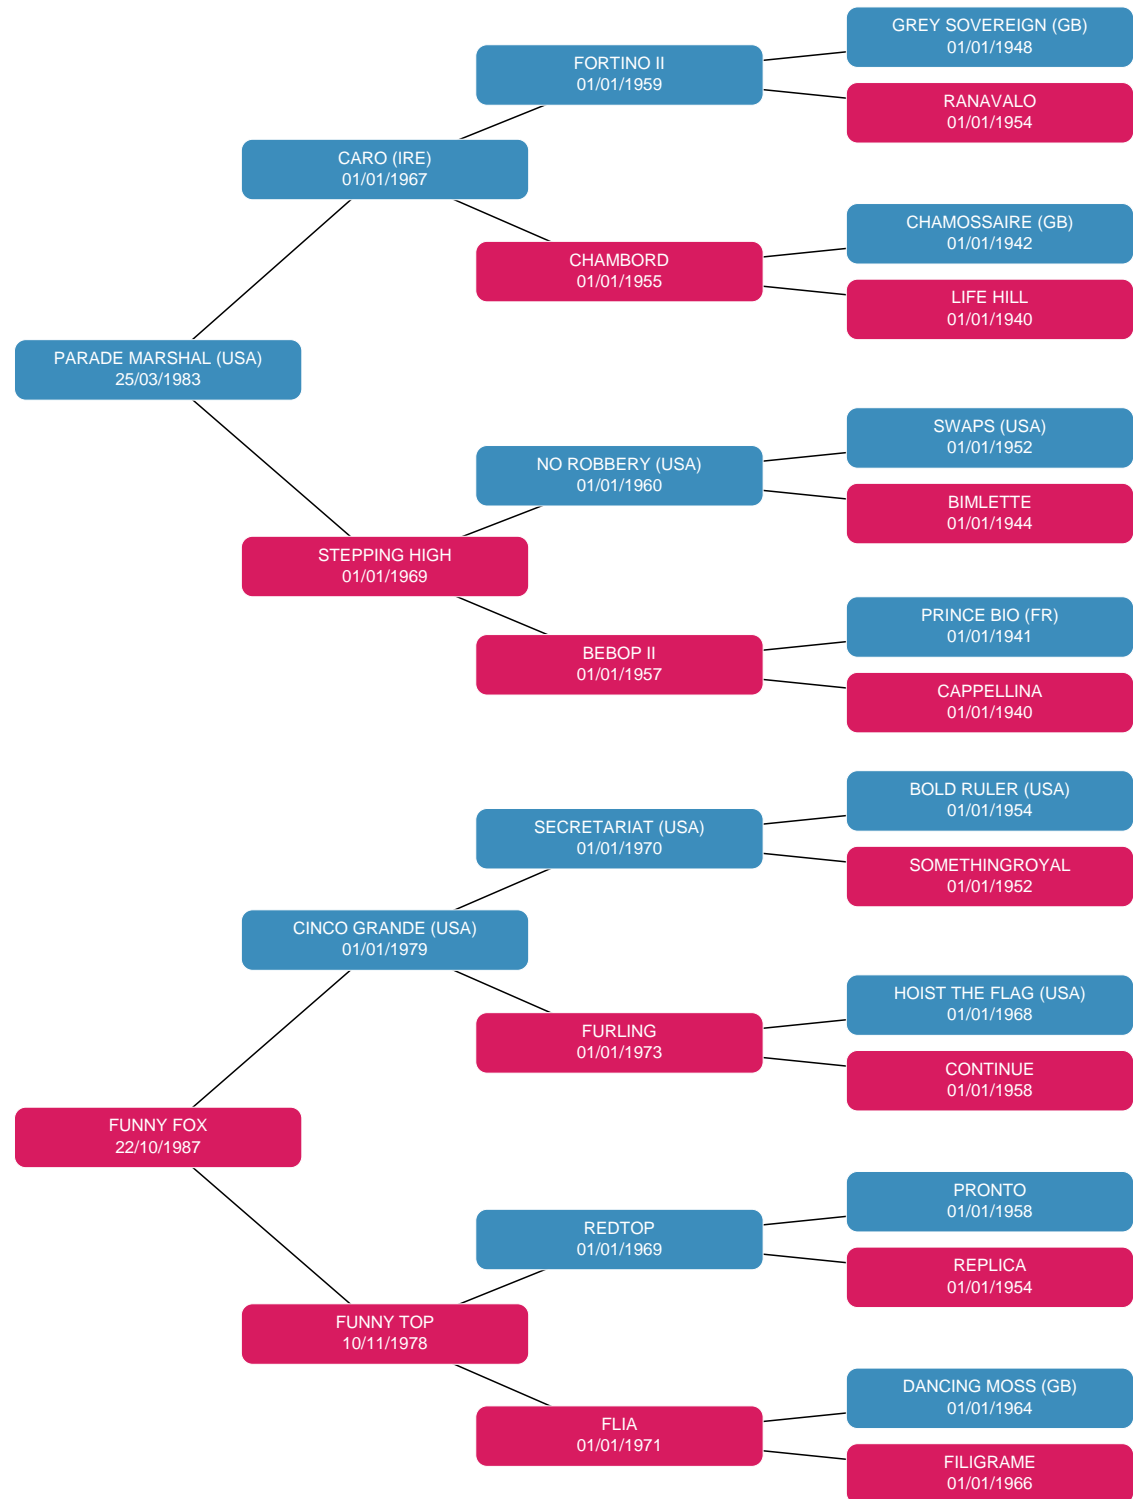 GREY SOVEREIGN (GB)
01/01/1948
FORTINO II
01/01/1959
RANAVALO
01/01/1954
CARO (IRE)
01/01/1967
CHAMOSSAIRE (GB)
01/01/1942
CHAMBORD
01/01/1955
LIFE HILL
01/01/1940
PARADE MARSHAL (USA)
25/03/1983
SWAPS (USA)
01/01/1952
NO ROBBERY (USA)
01/01/1960
BIMLETTE
01/01/1944
STEPPING HIGH
01/01/1969
PRINCE BIO (FR)
01/01/1941
BEBOP II
01/01/1957
CAPPELLINA
01/01/1940
BOLD RULER (USA)
01/01/1954
SECRETARIAT (USA)
01/01/1970
SOMETHINGROYAL
01/01/1952
CINCO GRANDE (USA)
01/01/1979
HOIST THE FLAG (USA)
01/01/1968
FURLING
01/01/1973
CONTINUE
01/01/1958
FUNNY FOX
22/10/1987
PRONTO
01/01/1958
REDTOP
01/01/1969
REPLICA
01/01/1954
FUNNY TOP
10/11/1978
DANCING MOSS (GB)
01/01/1964
FLIA
01/01/1971
FILIGRAME
01/01/1966